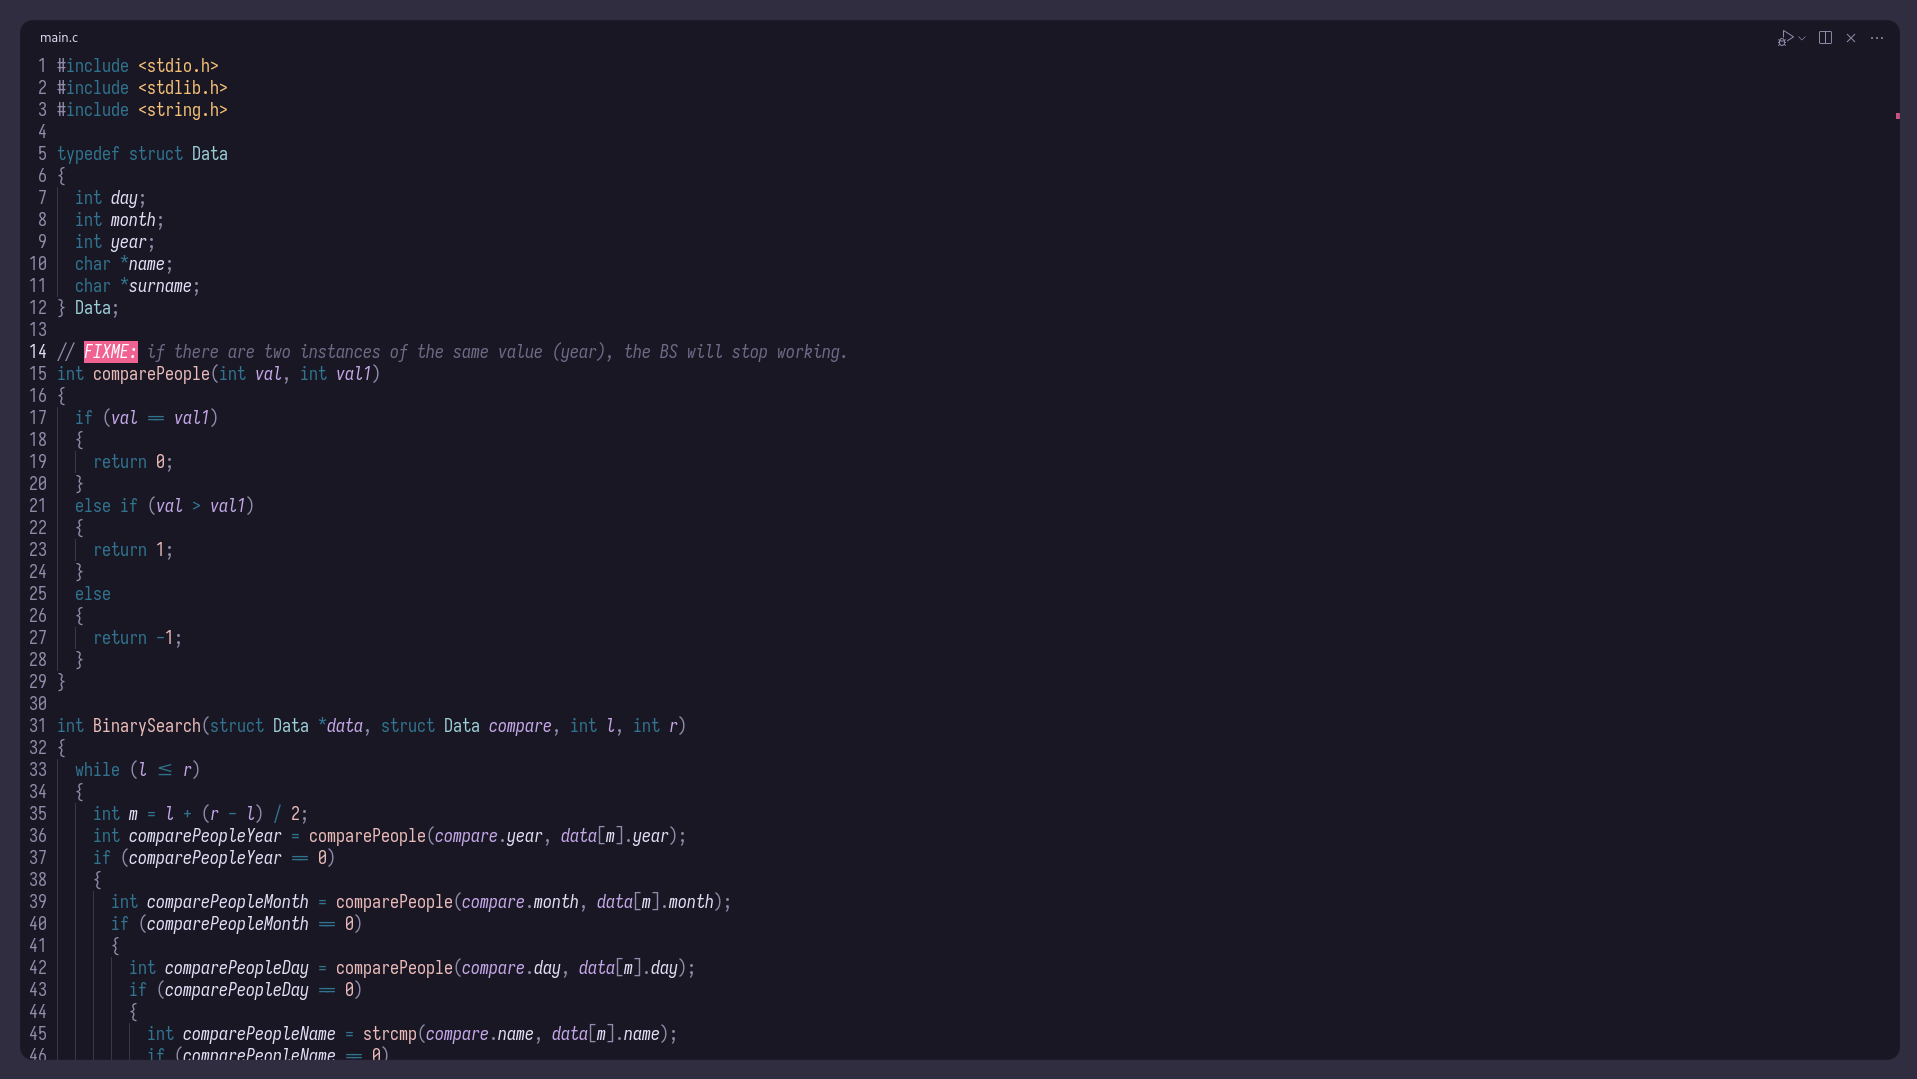 main.c
1 #include <stdio.h>
2 #include <stdlib.h>
3 #include <string.h>
4
5 typedef struct Data
6 {
7 int day;
8 int month;
9 int year;
10 char *name;
11 char *surname;
12 } Data;
13
14 // FIXME: if there are two instances of the same value (year), the BS will stop working.
15 int comparePeople(int val, int val1)
16 {
17 if (val == val1)
18 {
19 return 0;
20 }
21 else if (val > val1)
22 {
23 return 1;
24 }
25 else
26 {
27 return -1;
28 }
29 }
30
31 int BinarySearch(struct Data *data, struct Data compare, int l, int r)
32 {
33 while (l ≤ r)
34 {
35 int m = l + (r - l) / 2;
36 int comparePeopleYear = comparePeople(compare.year, data[m].year);
37 if (comparePeopleYear == 0)
38 {
39 int comparePeopleMonth = comparePeople(compare.month, data[m].month);
40 if (comparePeopleMonth == 0)
41 {
42 int comparePeopleDay = comparePeople(compare.day, data[m].day);
43 if (comparePeopleDay == 0)
44 {
45 int comparePeopleName = strcmp(compare.name, data[m].name);
46 if (comparePeopleName == 0)